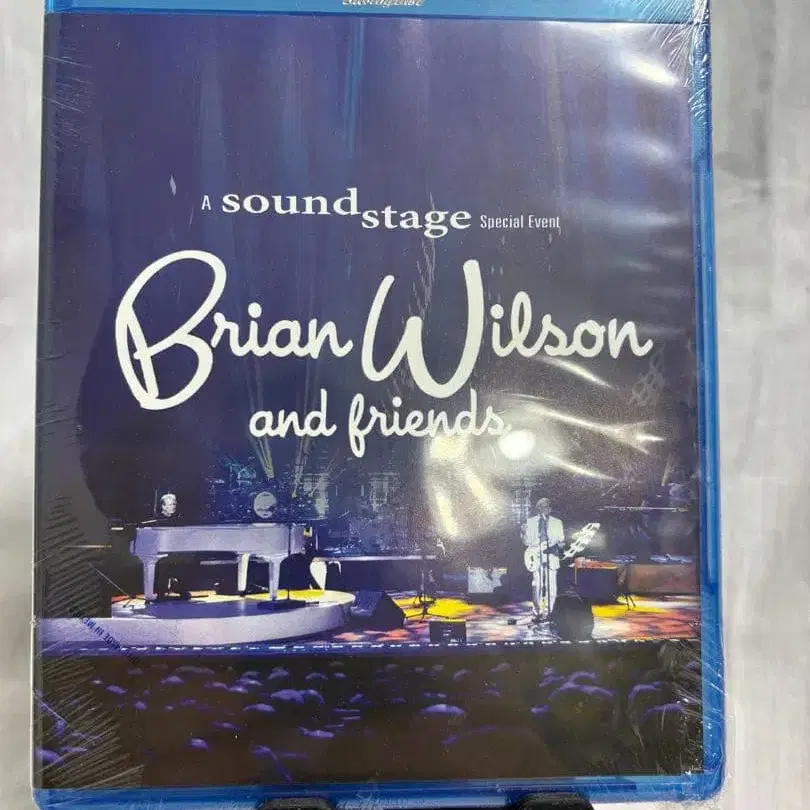 A soundstage Special Event
Brian Wilson
and friends